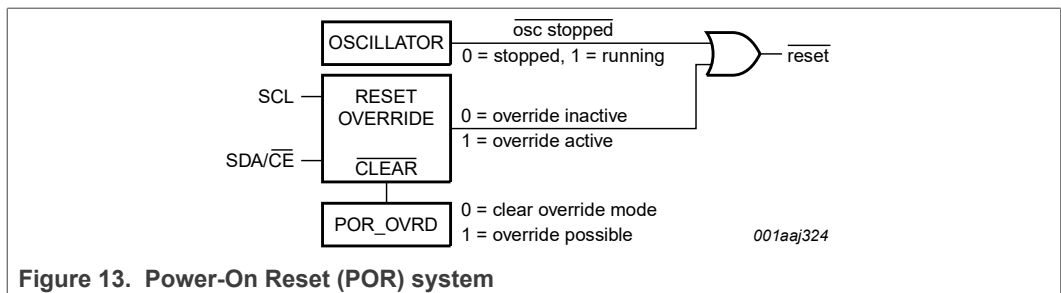 OSCILLATOR
osc stopped
0 = stopped, 1 = running
reset
SCL
RESET
OVERRIDE
0 = override inactive
1 = override active
SDA/CE
CLEAR
POR_OVRD
0 = clear override mode
1 = override possible
001aaj324
Figure 13. Power-On Reset (POR) system